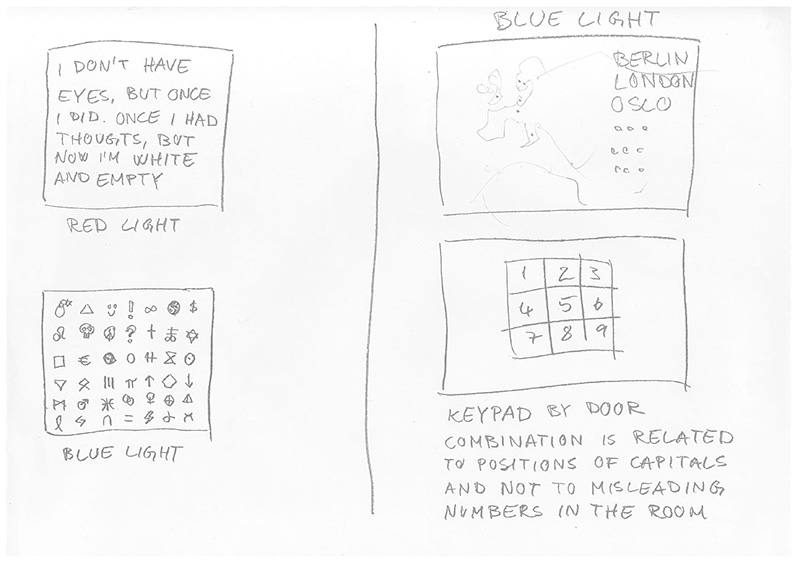 I DON'T HAVE
EYES, BUT ONCE
I DID. ONCE I HAD
THOUGTS, BUT
NOW I'M WHITE
AND EMPTY
RED LIGHT
BLUE LIGHT
BLUE LIGHT
BERLIN
LONDON
OSLO
1 2 3
4 5 6
7 8 9
KEYPAD BY DOOR
COMBINATION IS RELATED
TO POSITIONS OF CAPITALS
AND NOT TO MISLEADING
NUMBERS IN THE ROOM